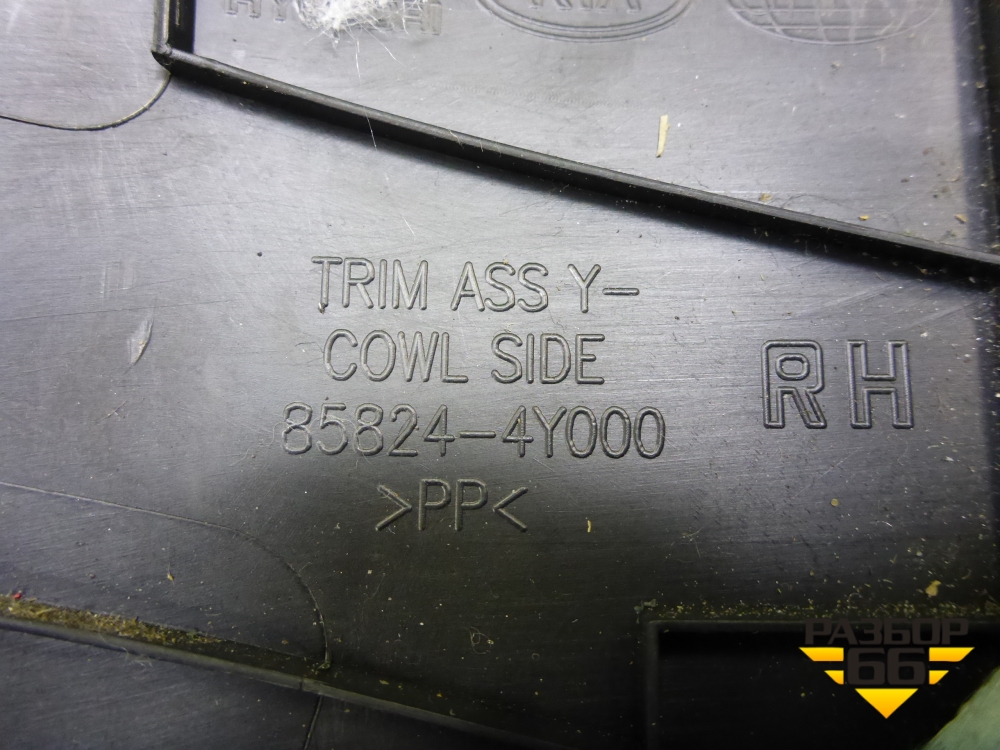 TRIM ASS Y-
COWL SIDE
85824-4Y000
>PP<
RH
РАЗБОР
66